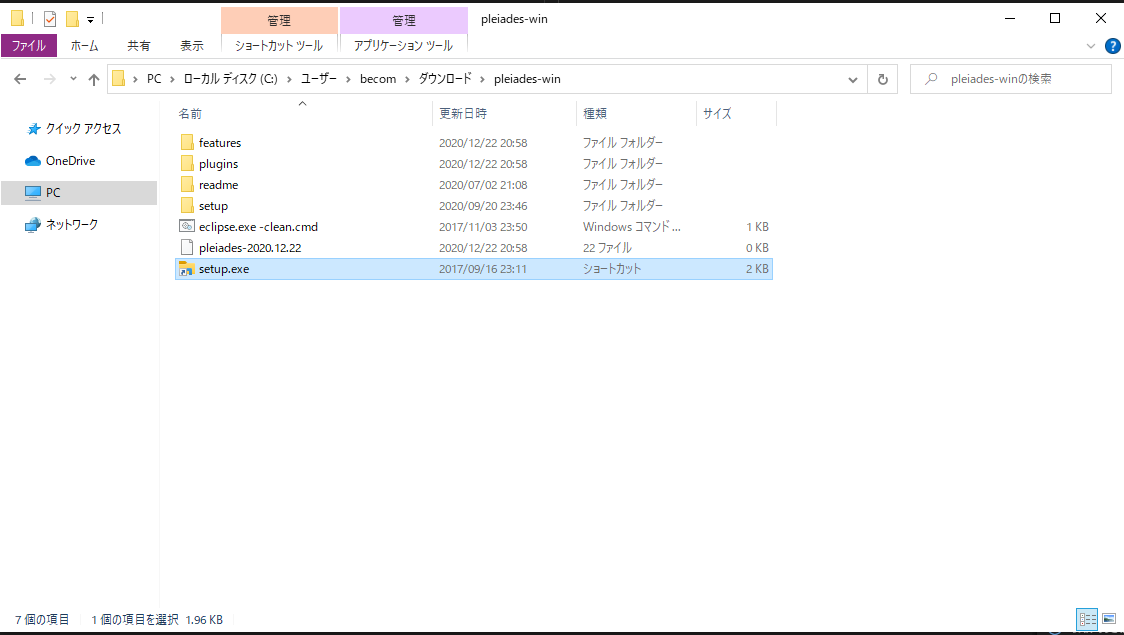 管理 管理 pleiades-win
ファイル ホーム 共有 表示 ショートカット ツール アプリケーション ツール
PC › ローカル ディスク (C:) › ユーザー › becom › ダウンロード › pleiades-win pleiades-winの検索
名前 更新日時 種類 サイズ
クイック アクセス
OneDrive
PC
ネットワーク
features 2020/12/22 20:58 ファイル フォルダー
plugins 2020/12/22 20:58 ファイル フォルダー
readme 2020/07/02 21:08 ファイル フォルダー
setup 2020/09/20 23:46 ファイル フォルダー
eclipse.exe -clean.cmd 2017/11/03 23:50 Windows コマンド ... 1 KB
pleiades-2020.12.22 2020/12/22 20:58 22 ファイル 0 KB
setup.exe 2017/09/16 23:11 ショートカット 2 KB
7 個の項目 1 個の項目を選択 1.96 KB